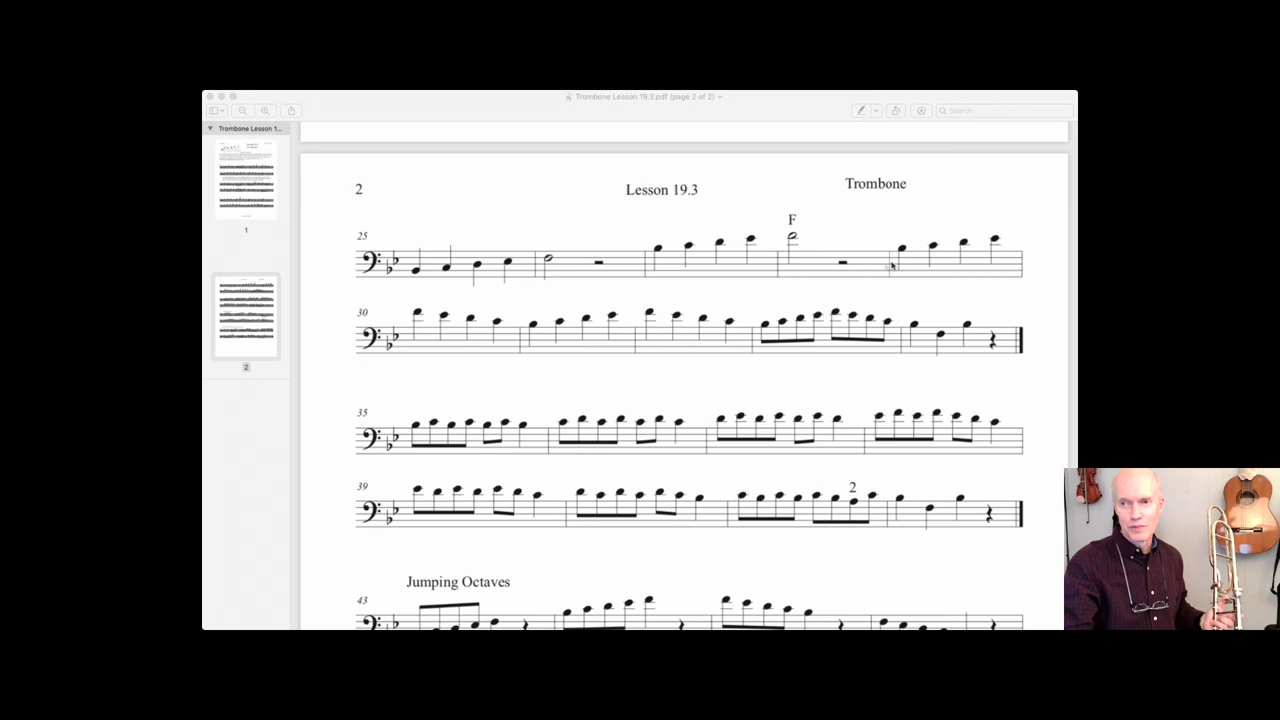 Trombone Lesson 19.3.pdf (page 2 of 2)
Search
Trombone Lesson 1...
1
2
2
Lesson 19.3
Trombone
F
25
30
35
39
2
Jumping Octaves
43